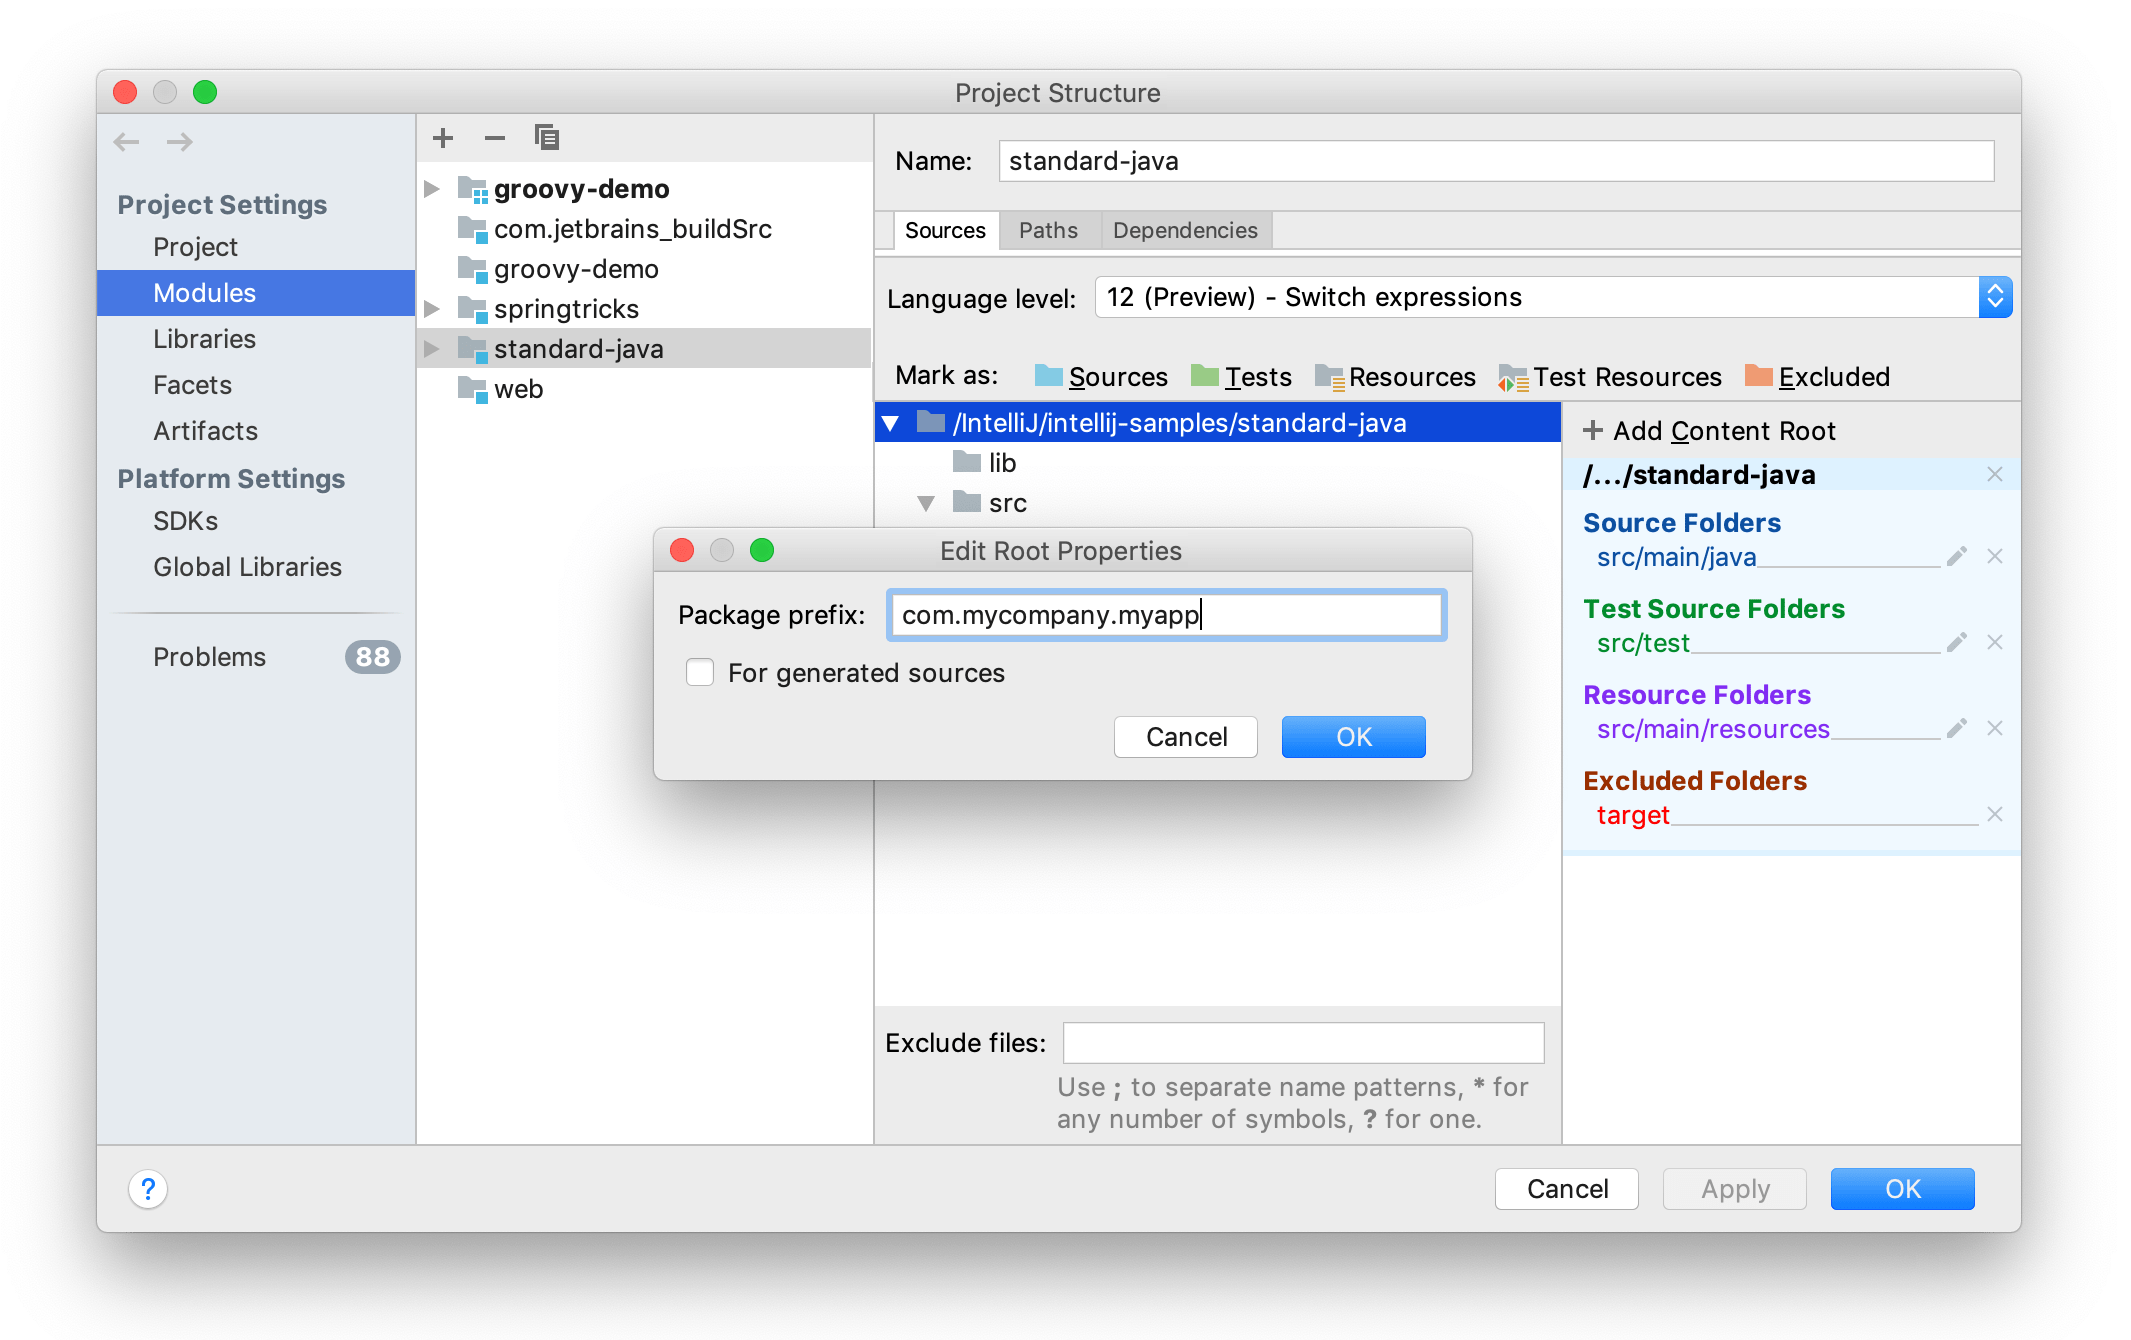 Project Structure
Project Settings
Project
Modules
Libraries
Facets
Artifacts
Platform Settings
SDKs
Global Libraries
Problems 88
groovy-demo
com.jetbrains_buildSrc
groovy-demo
springtricks
standard-java
web
Name: standard-java
Sources Paths Dependencies
Language level: 12 (Preview) - Switch expressions
Mark as: Sources Tests Resources Test Resources Excluded
/IntelliJ/intellij-samples/standard-java
lib
src
+ Add Content Root
/.../standard-java
Source Folders
src/main/java
Test Source Folders
src/test
Resource Folders
src/main/resources
Excluded Folders
target
Edit Root Properties
Package prefix: com.mycompany.myapp
For generated sources
Cancel OK
Exclude files:
Use ; to separate name patterns, * for
any number of symbols, ? for one.
? Cancel Apply OK